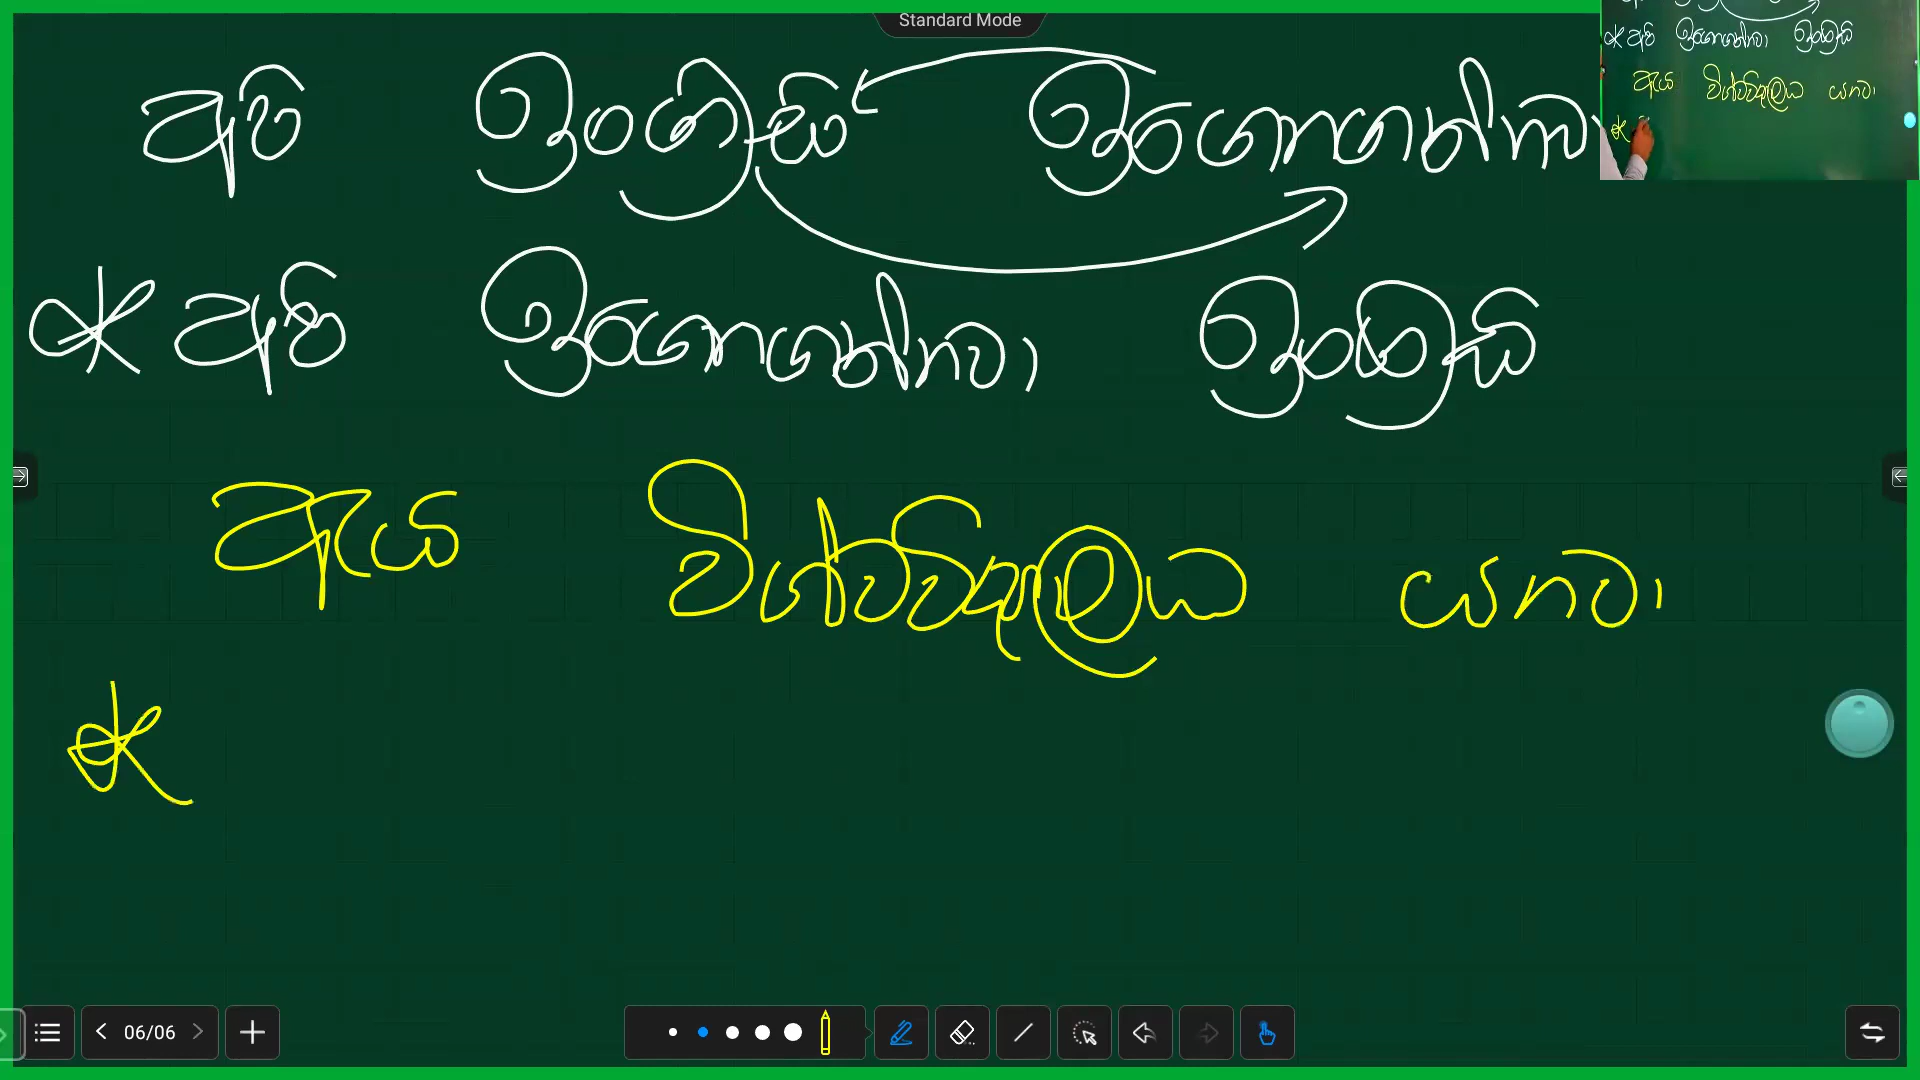 Standard Mode
අපි ඉංග්‍රිසි ඉගෙනගන්නවා
* අපි ඉගෙනගන්නවා ඉංග්‍රිසි
ඇය විශ්වවිද්‍යාලය යනවා
*
06/06